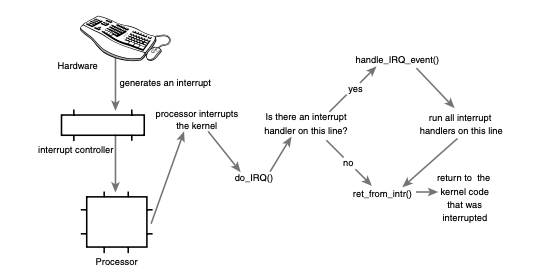 Hardware
generates an interrupt
interrupt controller
Processor
processor interrupts
the kernel
do_IRQ()
Is there an interrupt
handler on this line?
yes
no
handle_IRQ_event()
run all interrupt
handlers on this line
ret_from_intr()
return to the
kernel code
that was
interrupted